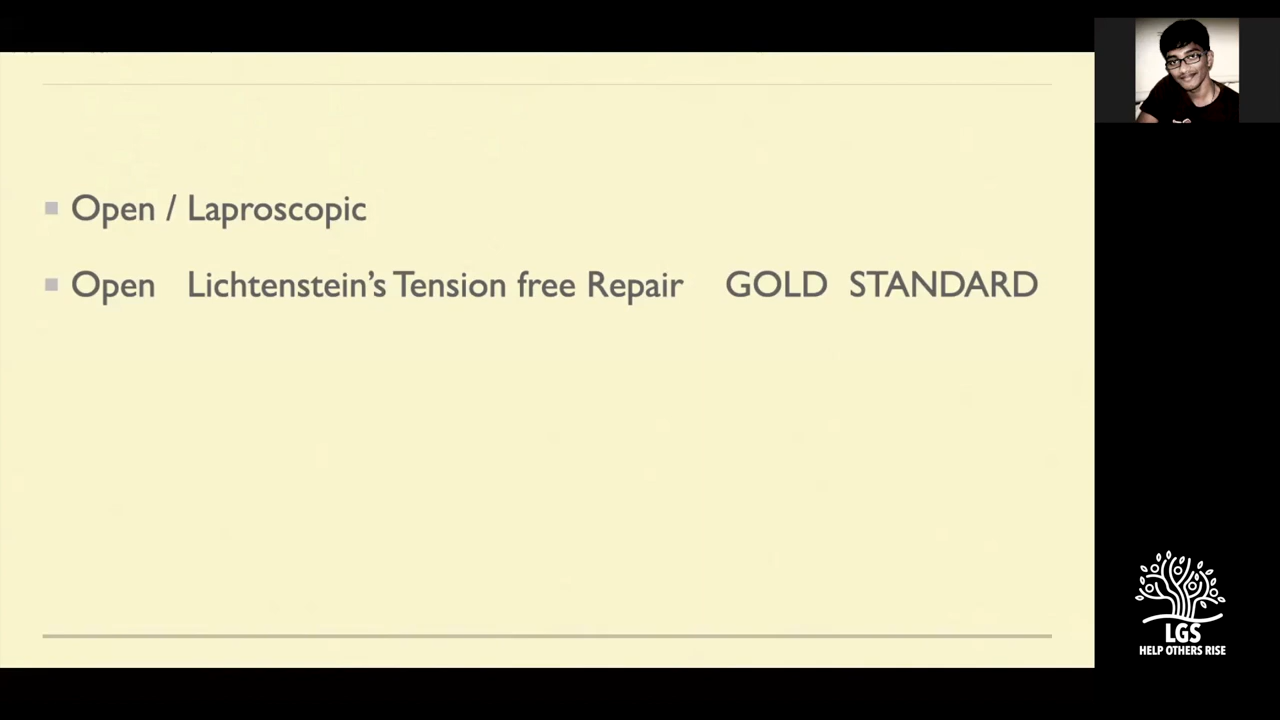 Open / Laproscopic
Open Lichtenstein's Tension free Repair GOLD STANDARD
LGS
HELP OTHERS RISE